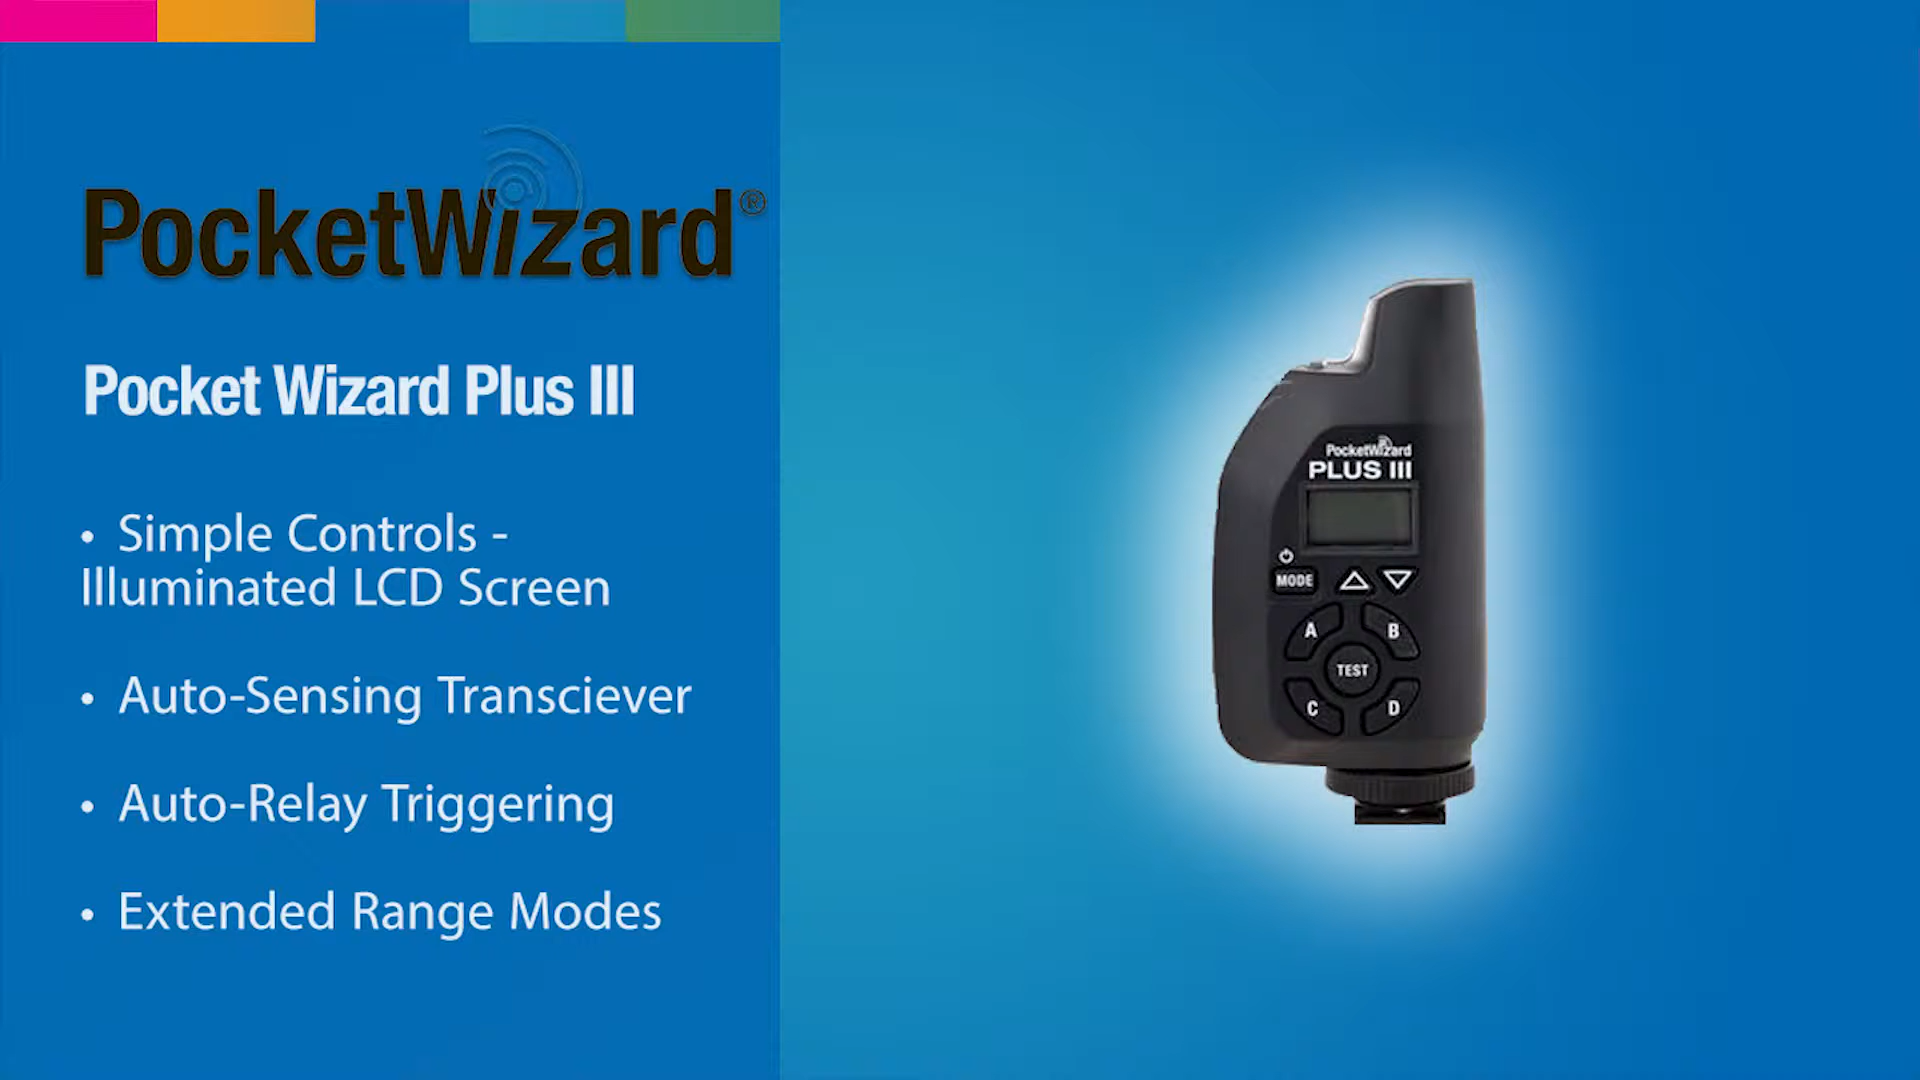 PocketWizard®
Pocket Wizard Plus III
• Simple Controls -
Illuminated LCD Screen
• Auto-Sensing Transciever
• Auto-Relay Triggering
• Extended Range Modes
PocketWizard
PLUS III
MODE
A
B
TEST
C
D